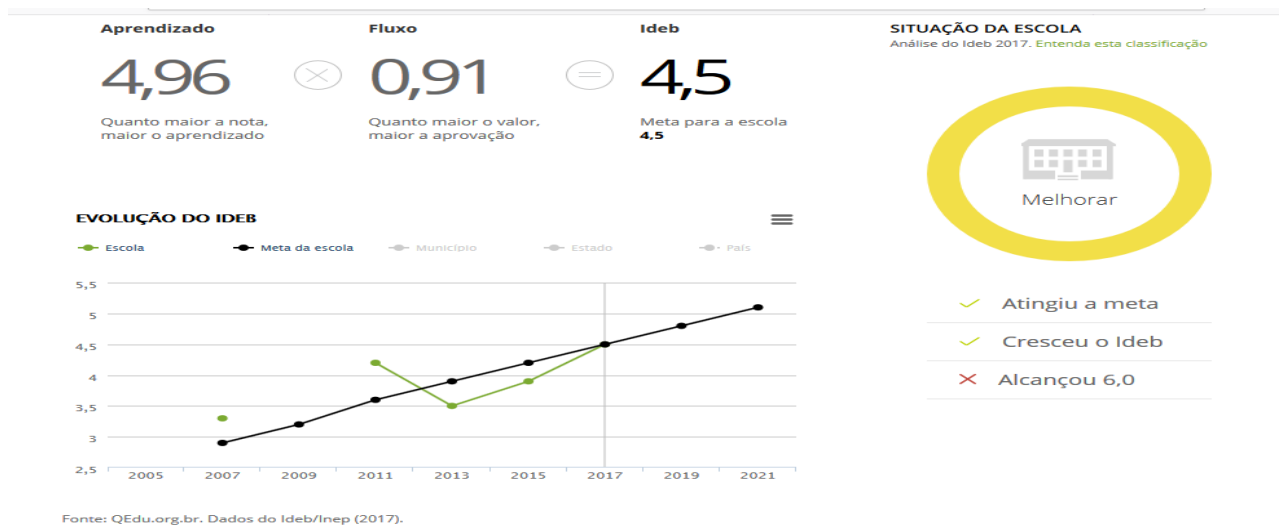 Aprendizado
Fluxo
Ideb
4,96
0,91
4,5
Quanto maior a nota,
maior o aprendizado
Quanto maior o valor,
maior a aprovação
Meta para a escola
4,5
SITUAÇÃO DA ESCOLA
Análise do Ideb 2017. Entenda esta classificação
Melhorar
Atingiu a meta
Cresceu o Ideb
Alcançou 6,0
EVOLUÇÃO DO IDEB
Escola
Meta da escola
Município
Estado
País
5,5
5
4,5
4
3,5
3
2,5
2005 2007 2009 2011 2013 2015 2017 2019 2021
Fonte: QEdu.org.br. Dados do Ideb/Inep (2017).